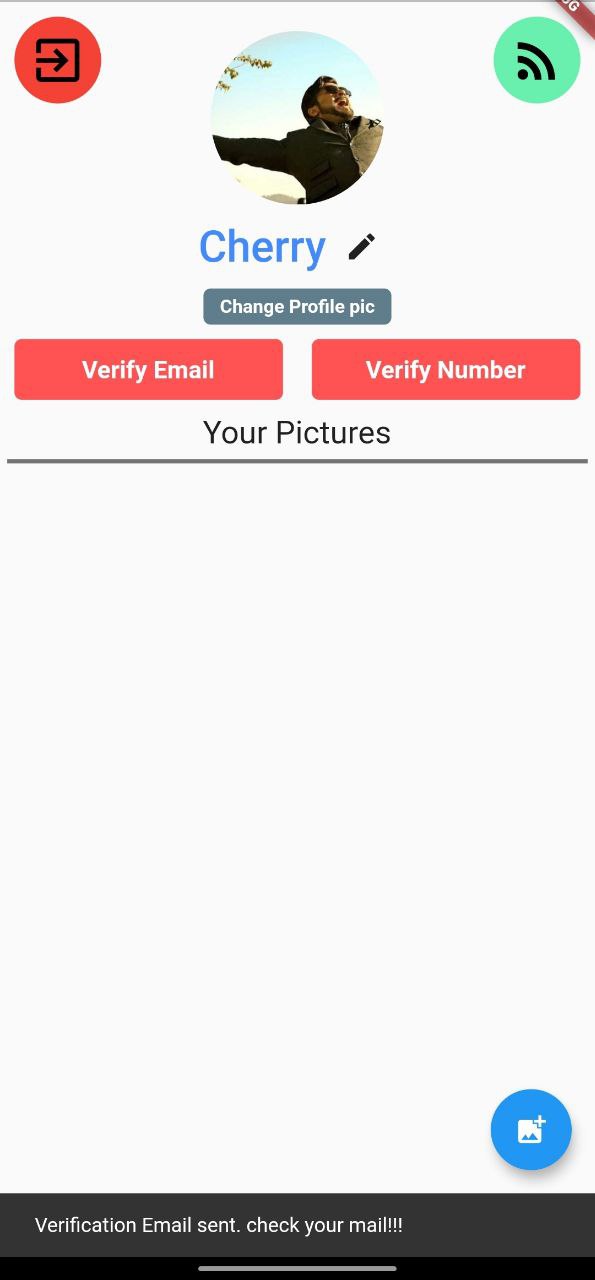 Cherry
Change Profile pic
Verify Email
Verify Number
Your Pictures
Verification Email sent. check your mail!!!